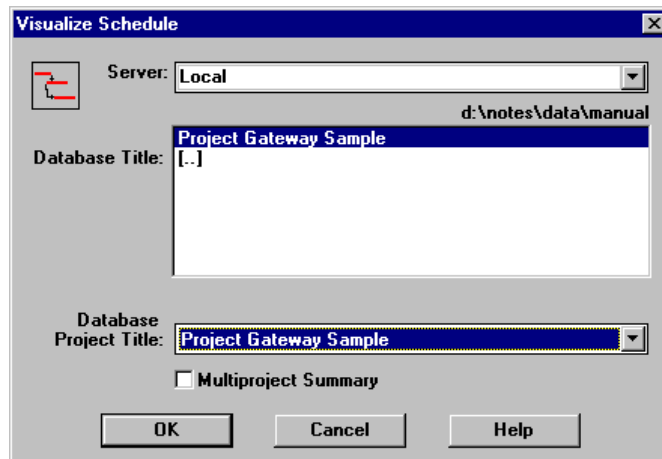 Visualize Schedule
Server: Local
d:\notes\data\manual
Project Gateway Sample
Database Title: [..]
Database
Project Title: Project Gateway Sample
Multiproject Summary
OK Cancel Help